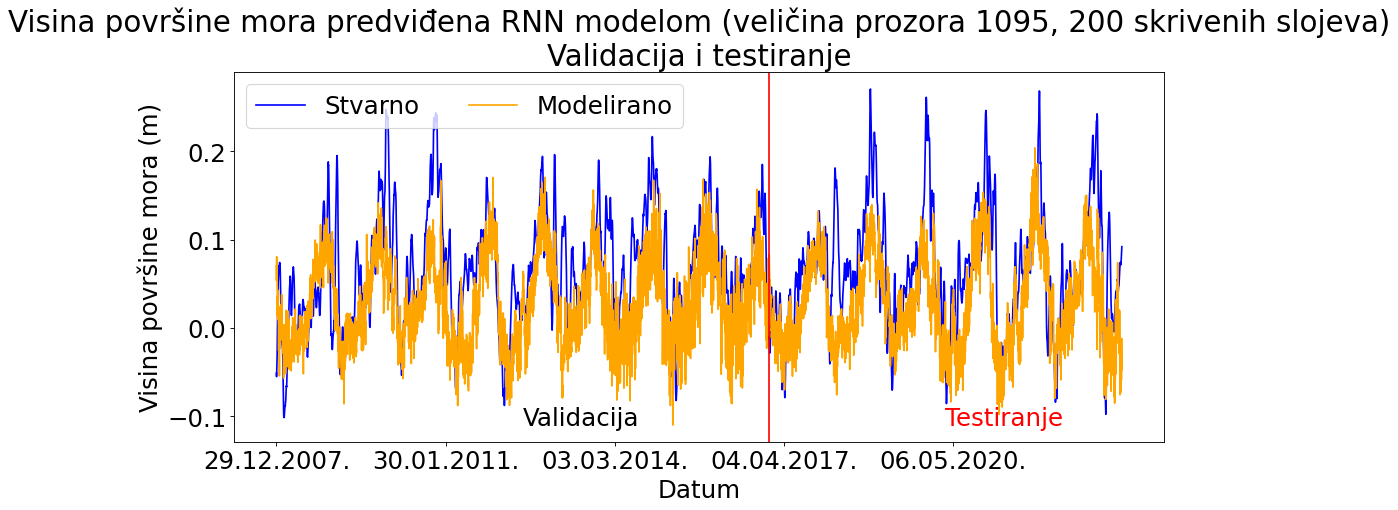 Visina površine mora predviđena RNN modelom (veličina prozora 1095, 200 skrivenih slojeva)
Validacija i testiranje
Stvarno Modelirano
Visina površine mora (m)
0.2
0.1
0.0
−0.1
Validacija Testiranje
29.12.2007. 30.01.2011. 03.03.2014. 04.04.2017. 06.05.2020.
Datum